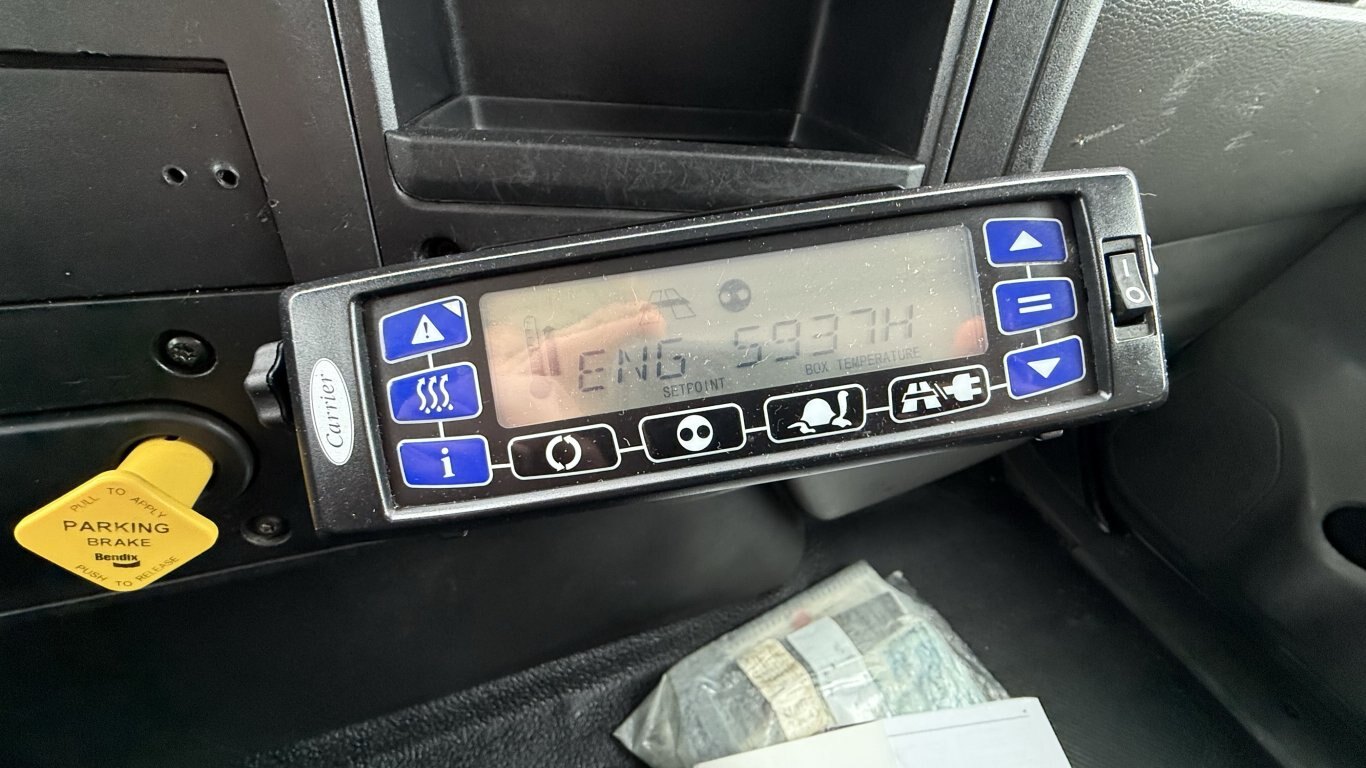 ENG 5937H
SETPOINT
BOX TEMPERATURE
Carrier
i
PULL TO APPLY
PARKING
BRAKE
Bendix
PUSH TO RELEASE